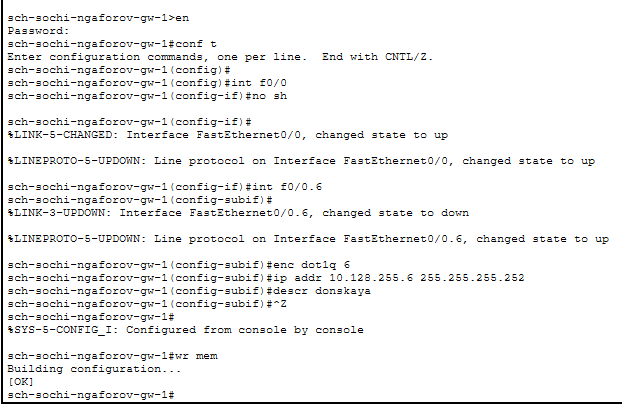 sch-sochi-ngaforov-gw-1>en
Password:
sch-sochi-ngaforov-gw-1#conf t
Enter configuration commands, one per line.  End with CNTL/Z.
sch-sochi-ngaforov-gw-1(config)#
sch-sochi-ngaforov-gw-1(config)#int f0/0
sch-sochi-ngaforov-gw-1(config-if)#no sh
sch-sochi-ngaforov-gw-1(config-if)#
%LINK-5-CHANGED: Interface FastEthernet0/0, changed state to up
%LINEPROTO-5-UPDOWN: Line protocol on Interface FastEthernet0/0, changed state to up
sch-sochi-ngaforov-gw-1(config-if)#int f0/0.6
sch-sochi-ngaforov-gw-1(config-subif)#
%LINK-3-UPDOWN: Interface FastEthernet0/0.6, changed state to down
%LINEPROTO-5-UPDOWN: Line protocol on Interface FastEthernet0/0.6, changed state to up
sch-sochi-ngaforov-gw-1(config-subif)#enc dot1q 6
sch-sochi-ngaforov-gw-1(config-subif)#ip addr 10.128.255.6 255.255.255.252
sch-sochi-ngaforov-gw-1(config-subif)#descr donskaya
sch-sochi-ngaforov-gw-1(config-subif)#^Z
sch-sochi-ngaforov-gw-1#
%SYS-5-CONFIG_I: Configured from console by console
sch-sochi-ngaforov-gw-1#wr mem
Building configuration...
[OK]
sch-sochi-ngaforov-gw-1#